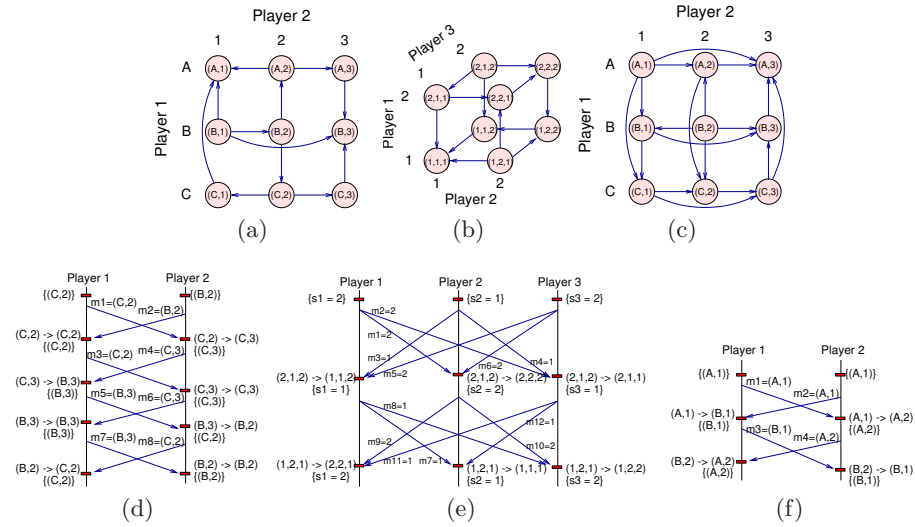 Player 2
1 2 3
A
B
C
Player 1
(A,1) (A,2) (A,3)
(B,1) (B,2) (B,3)
(C,1) (C,2) (C,3)
(a)
Player 3
1 2
2
1
Player 1
(2,1,2) (2,2,2)
(2,1,1) (2,2,1)
(1,1,2) (1,2,2)
(1,1,1) (1,2,1)
1 2
Player 2
(b)
Player 2
1 2 3
A
B
C
Player 1
(A,1) (A,2) (A,3)
(B,1) (B,2) (B,3)
(C,1) (C,2) (C,3)
(c)
Player 1 Player 2
{(C,2)} {(B,2)}
m1=(C,2)
m2=(B,2)
(C,2) -> (C,2) (C,2) -> (C,3)
{(C,2)} {(C,3)}
m3=(C,2) m4=(C,3)
(C,3) -> (B,3) (C,3) -> (C,3)
{(B,3)} {(C,3)}
m5=(B,3) m6=(C,3)
(B,3) -> (B,3) (B,3) -> (B,2)
{(B,3)} {(C,2)}
m7=(B,3) m8=(C,2)
(B,2) -> (C,2) (B,2) -> (B,2)
{(C,2)} {(B,2)}
(d)
Player 1 Player 2 Player 3
{s1 = 2} {s2 = 1} {s3 = 2}
m2=2
m1=2
m3=1 m6=2 m4=1
m5=2
(2,1,2) -> (1,1,2) (2,1,2) -> (2,2,2) (2,1,2) -> (2,1,1)
{s1 = 1} {s2 = 2} {s3 = 1}
m8=1
m12=1
m9=2 m10=2
m11=1 m7=1
(1,2,1) -> (2,2,1) (1,2,1) -> (1,1,1) (1,2,1) -> (1,2,2)
{s1 = 2} {s2 = 1} {s3 = 2}
(e)
Player 1 Player 2
{(A,1)} {(A,1)}
m1=(A,1)
m2=(A,1)
(A,1) -> (B,1) (A,1) -> (A,2)
{(B,1)} {(A,2)}
m3=(B,1)
m4=(A,2)
(B,2) -> (A,2) (B,2) -> (B,1)
{(A,2)} {(B,1)}
(f)